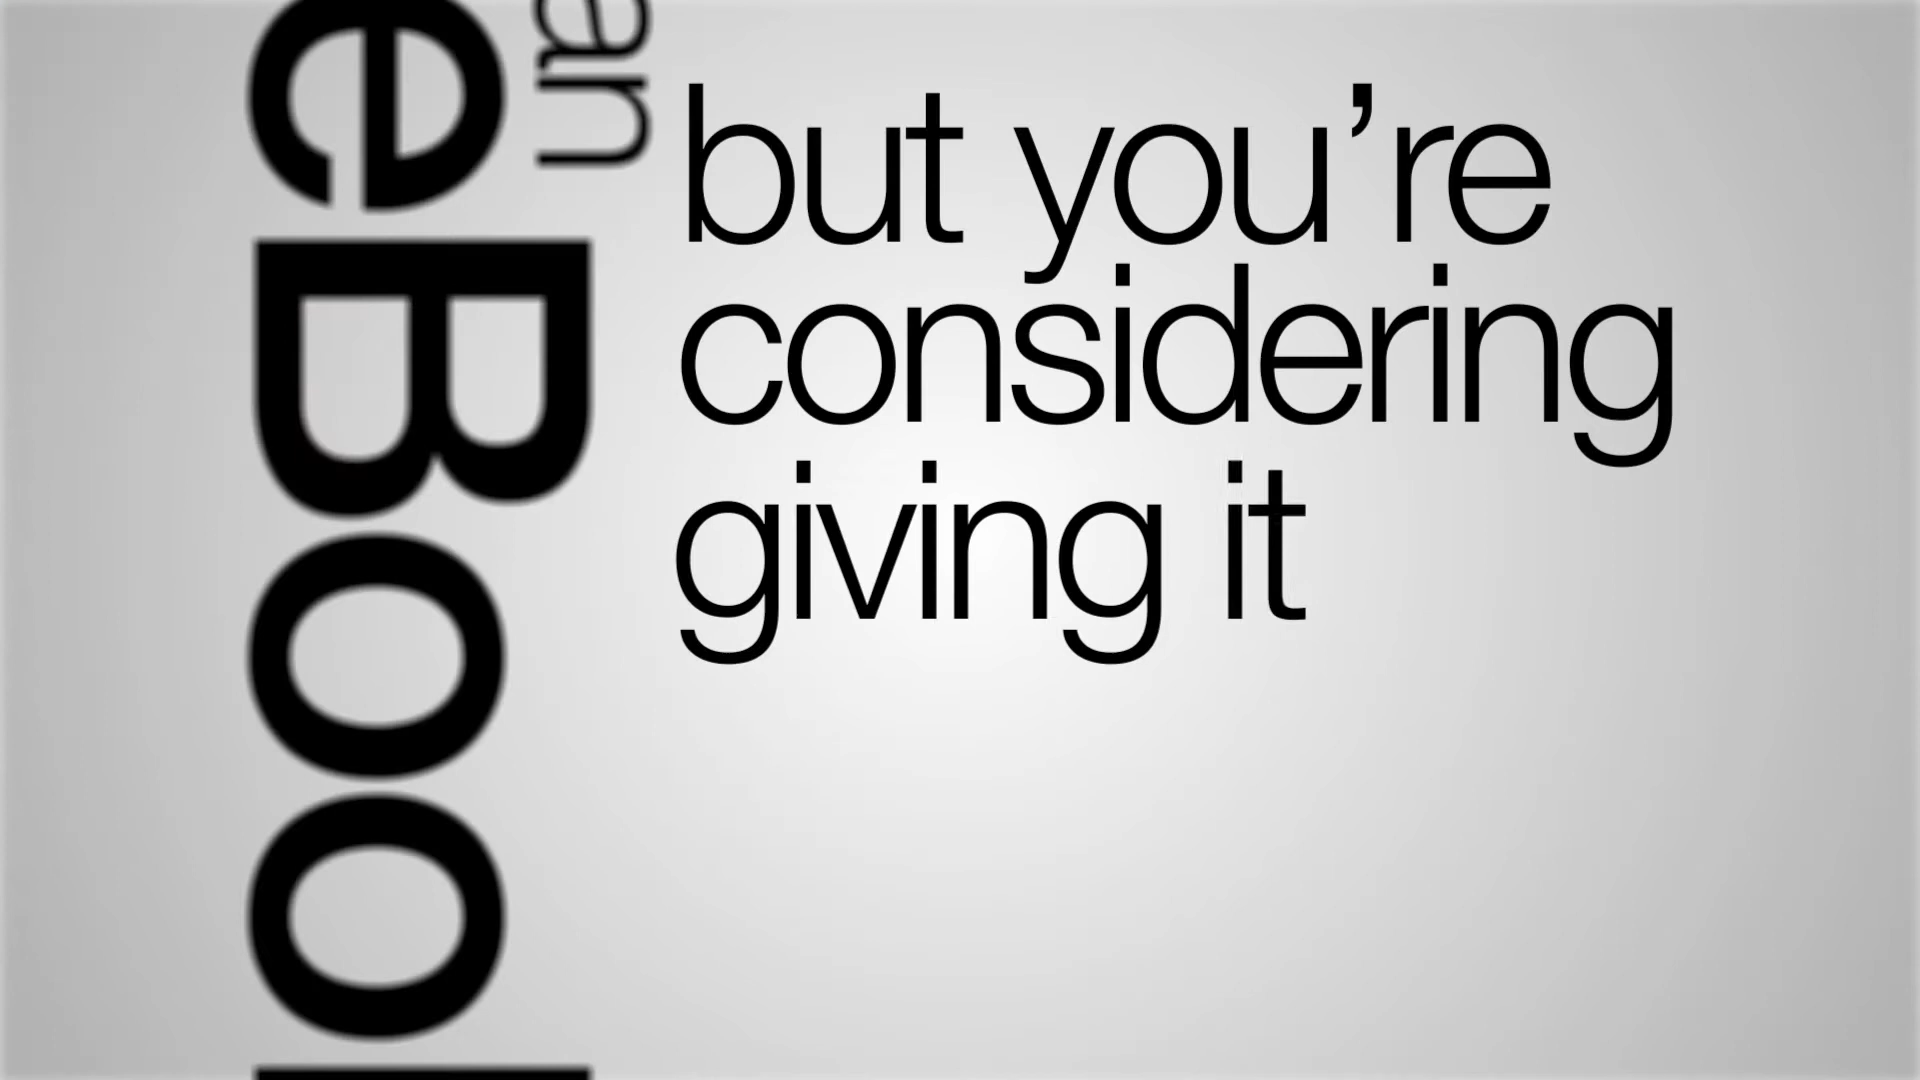 an
eBoo
but you’re
considering
giving it